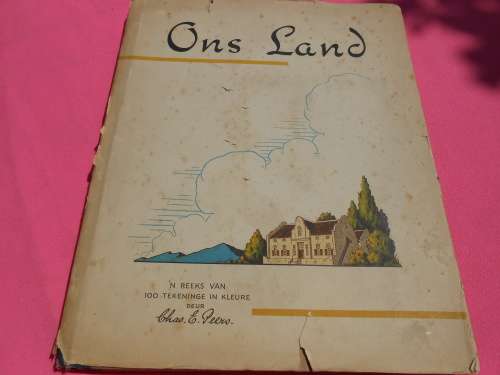 Ons Land
'N REEKS VAN
100 TEKENINGE IN KLEURE
DEUR
Chas. E. Peers.